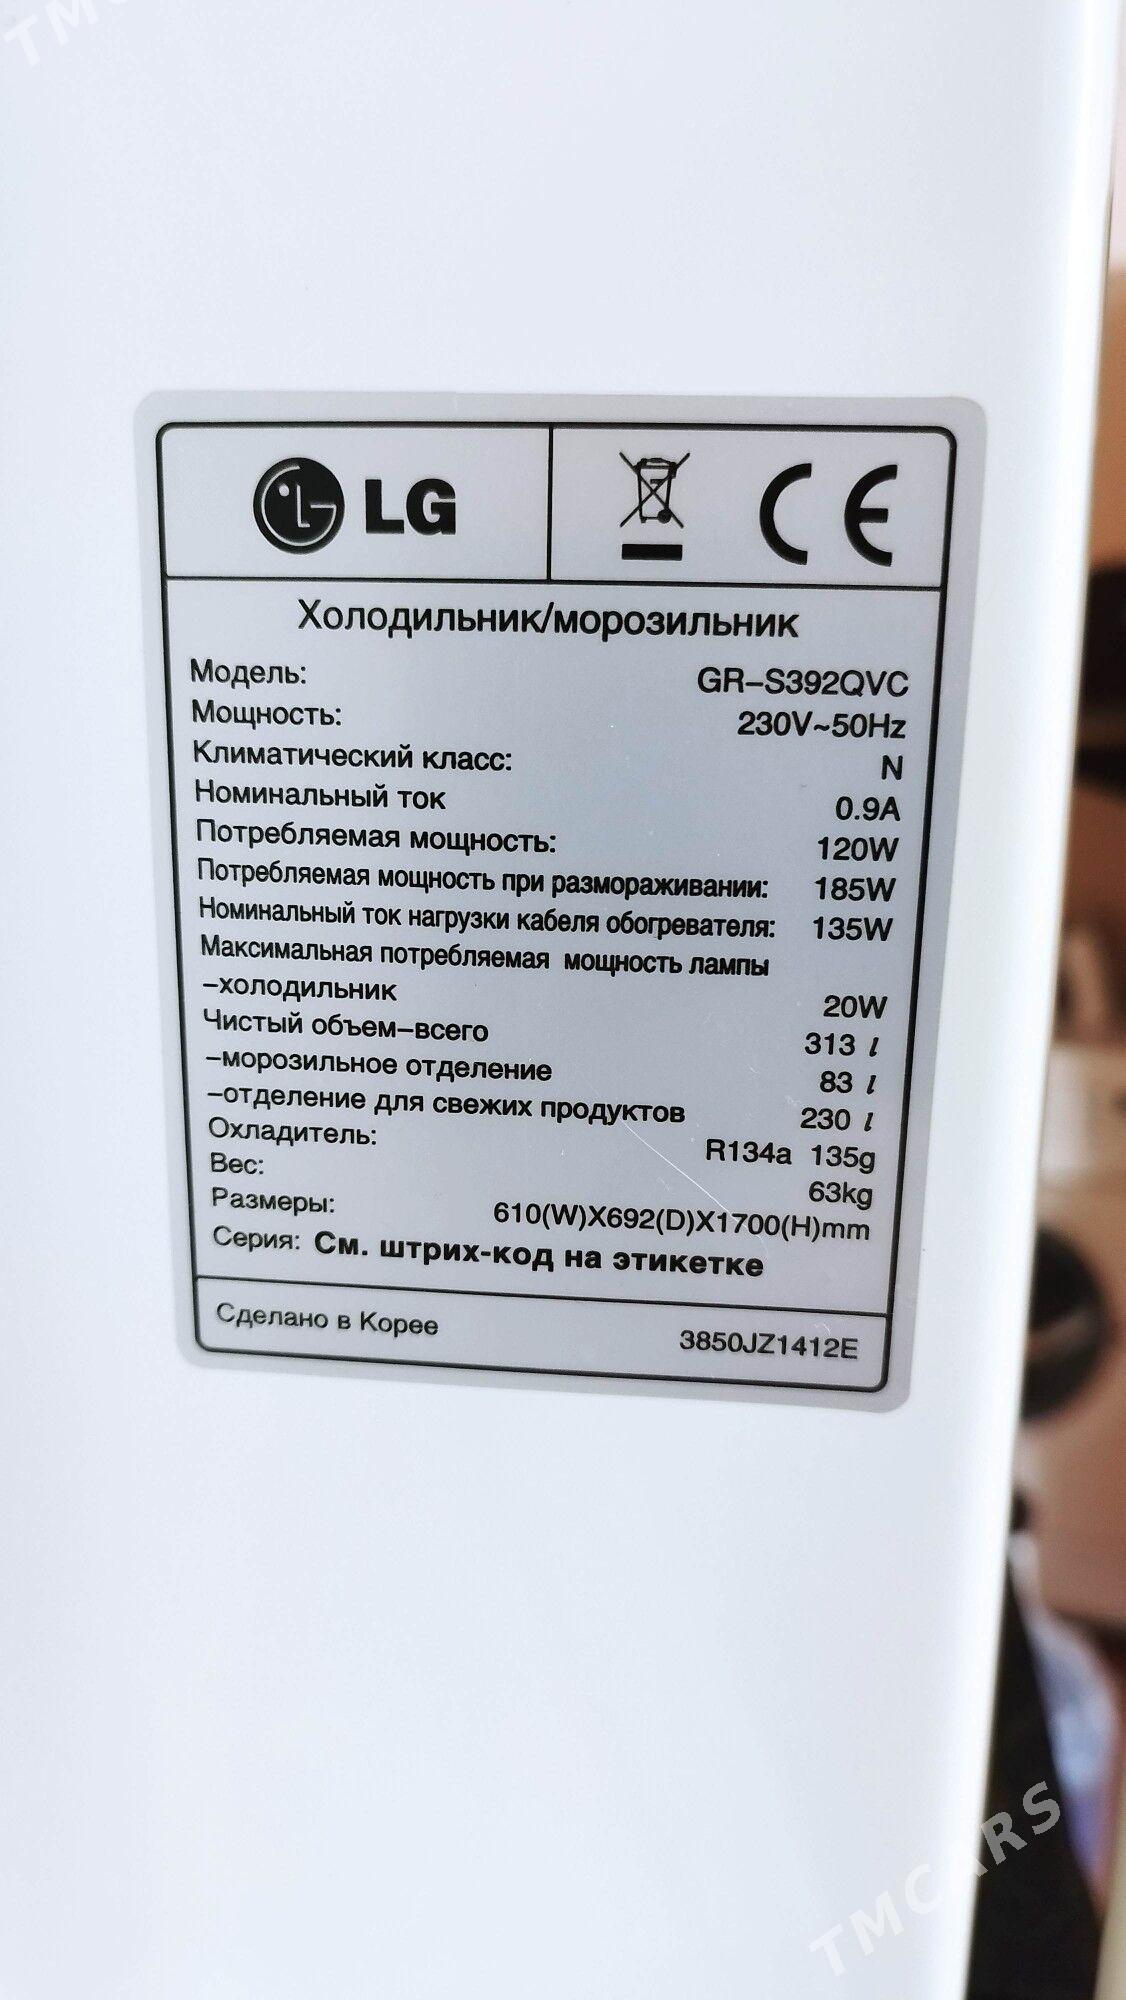 LG CE
Холодильник/морозильник
Модель: GR-S392QVC
Мощность: 230V~50Hz
Климатический класс: N
Номинальный ток 0.9A
Потребляемая мощность: 120W
Потребляемая мощность при размораживании: 185W
Номинальный ток нагрузки кабеля обогревателя: 135W
Максимальная потребляемая мощность лампы
-холодильник 20W
Чистый объем-всего 313 l
-морозильное отделение 83 l
-отделение для свежих продуктов 230 l
Охладитель: R134a 135g
Вес: 63kg
Размеры: 610(W)X692(D)X1700(H)mm
Серия: См. штрих-код на этикетке
Сделано в Корее 3850JZ1412E
TMCARS